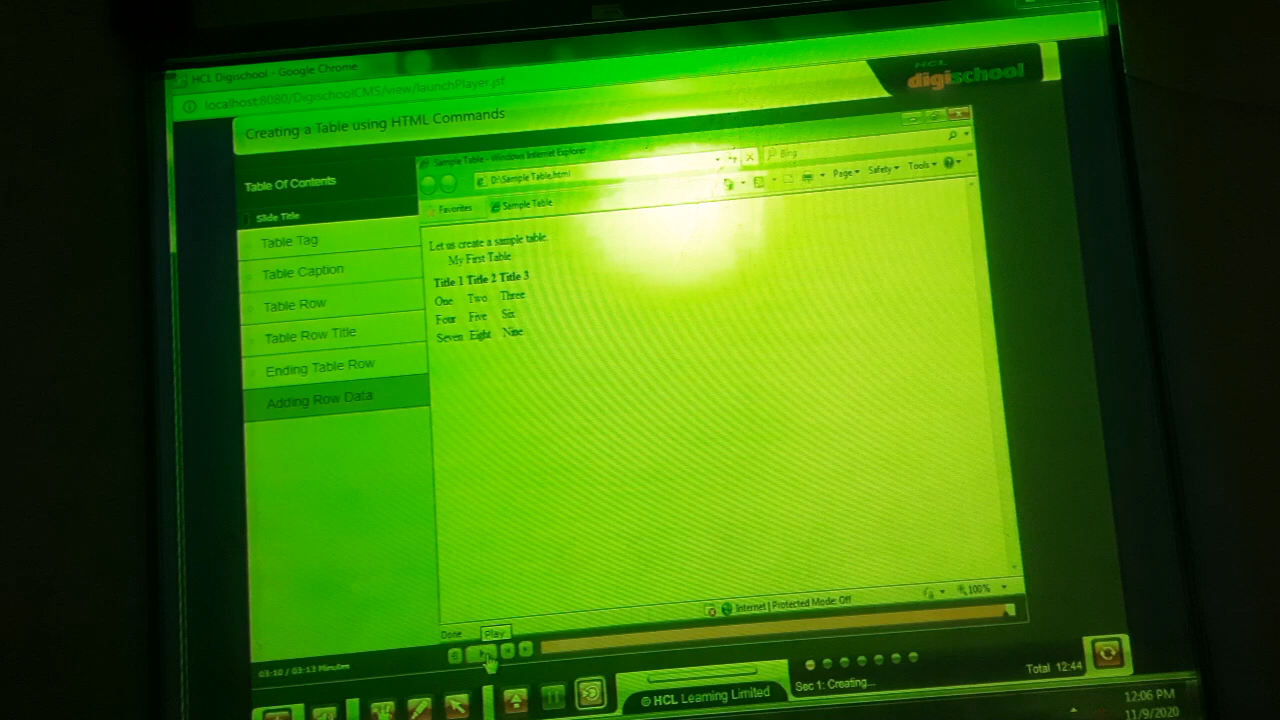 HCL Digischool - Google Chrome
localhost:8080/DigischoolCMS/view/launchPlayer.jsf
HCL
digischool
Creating a Table using HTML Commands
Table Of Contents
Slide Title
Table Tag
Table Caption
Table Row
Table Row Title
Ending Table Row
Adding Row Data
Sample Table - Windows Internet Explorer
D:\Sample Table.html
Bing
Favorites
Sample Table
Page
Safety
Tools
Let us create a sample table.
My First Table
Title 1 Title 2 Title 3
One Two Three
Four Five Six
Seven Eight Nine
Done
Internet | Protected Mode: Off
100%
Play
03:10 / 03:13 Minutes
© HCL Learning Limited
Sec 1: Creating...
Total 12:44
12:06 PM
11/9/2020